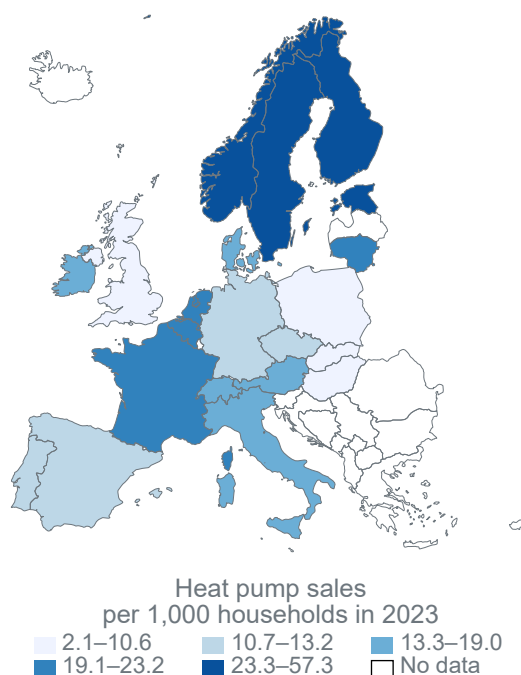 Heat pump sales
per 1,000 households in 2023
2.1–10.6 10.7–13.2 13.3–19.0
19.1–23.2 23.3–57.3 No data